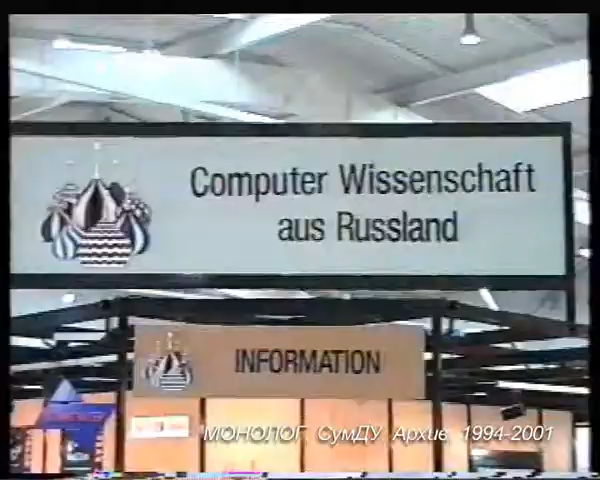 Computer Wissenschaft
aus Russland
INFORMATION
МОНОЛОГ СумДУ Архив 1994-2001